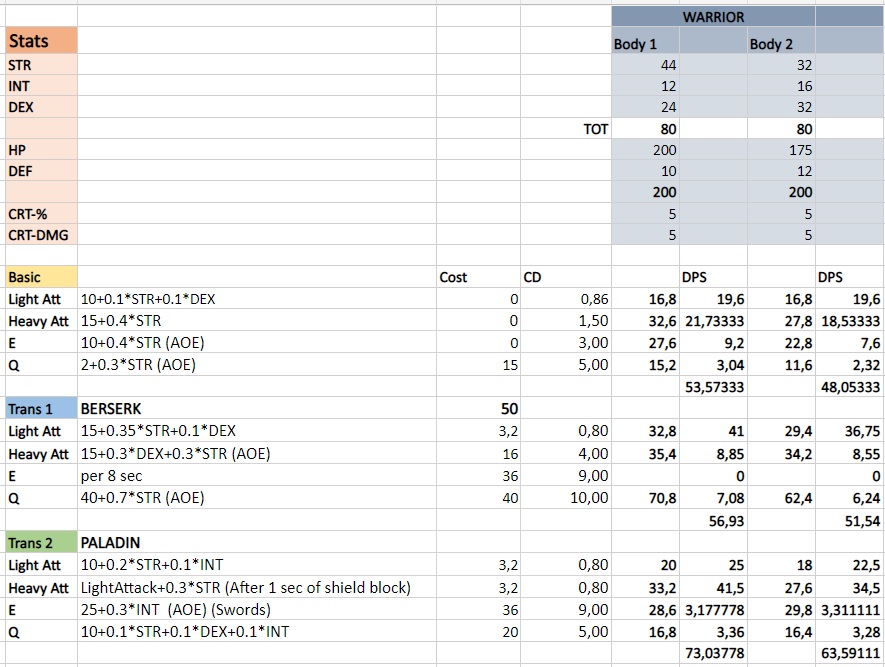 WARRIOR
Stats Body 1 Body 2
STR 44 32
INT 12 16
DEX 24 32
TOT 80 80
HP 200 175
DEF 10 12
200 200
CRT-% 5 5
CRT-DMG 5 5
Basic Cost CD DPS DPS
Light Att 10+0.1*STR+0.1*DEX 0 0,86 16,8 19,6 16,8 19,6
Heavy Att 15+0.4*STR 0 1,50 32,6 21,73333 27,8 18,53333
E 10+0.4*STR (AOE) 0 3,00 27,6 9,2 22,8 7,6
Q 2+0.3*STR (AOE) 15 5,00 15,2 3,04 11,6 2,32
53,57333 48,05333
Trans 1 BERSERK 50
Light Att 15+0.35*STR+0.1*DEX 3,2 0,80 32,8 41 29,4 36,75
Heavy Att 15+0.3*DEX+0.3*STR (AOE) 16 4,00 35,4 8,85 34,2 8,55
E per 8 sec 36 9,00 0 0
Q 40+0.7*STR (AOE) 40 10,00 70,8 7,08 62,4 6,24
56,93 51,54
Trans 2 PALADIN
Light Att 10+0.2*STR+0.1*INT 3,2 0,80 20 25 18 22,5
Heavy Att LightAttack+0.3*STR (After 1 sec of shield block) 3,2 0,80 33,2 41,5 27,6 34,5
E 25+0.3*INT (AOE) (Swords) 36 9,00 28,6 3,177778 29,8 3,311111
Q 10+0.1*STR+0.1*DEX+0.1*INT 20 5,00 16,8 3,36 16,4 3,28
73,03778 63,59111